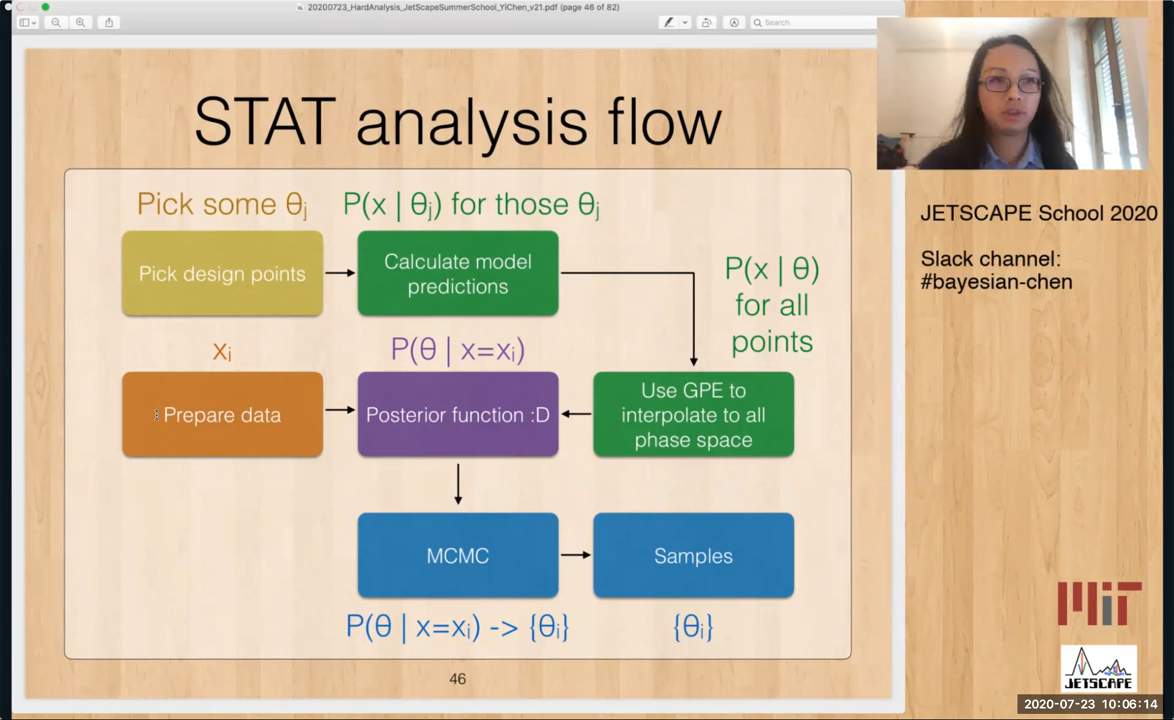 20200723_HardAnalysis_JetScapeSummerSchool_YiChen_v21.pdf (page 46 of 82)
Search
STAT analysis flow
Pick some θj
P(x | θj) for those θj
Pick design points
Calculate model
predictions
P(x | θ)
for all
points
xi
P(θ | x=xi)
Prepare data
Posterior function :D
Use GPE to
interpolate to all
phase space
MCMC
Samples
P(θ | x=xi) -> {θi}
{θi}
46
JETSCAPE School 2020
Slack channel:
#bayesian-chen
MIT
JETSCAPE
2020-07-23 10:06:14